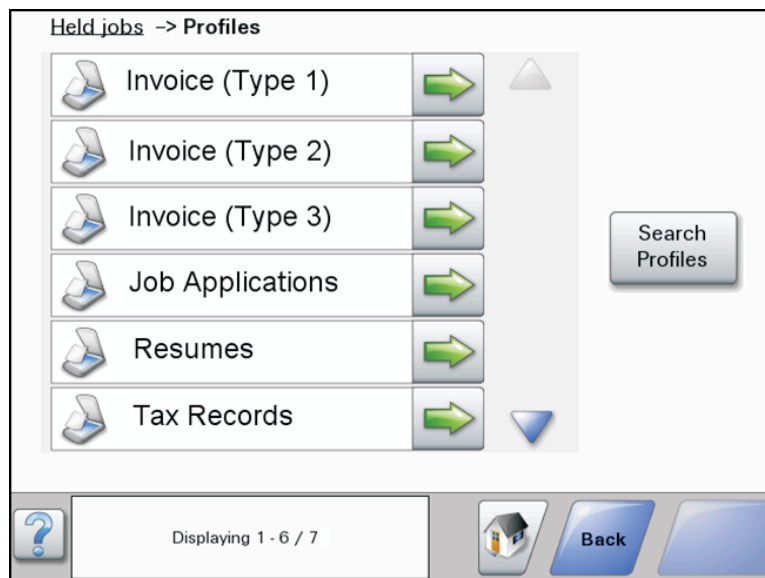 Held jobs –> Profiles
Invoice (Type 1)
Invoice (Type 2)
Invoice (Type 3)
Job Applications
Resumes
Tax Records
Search
Profiles
?
Displaying 1 - 6 / 7
Back